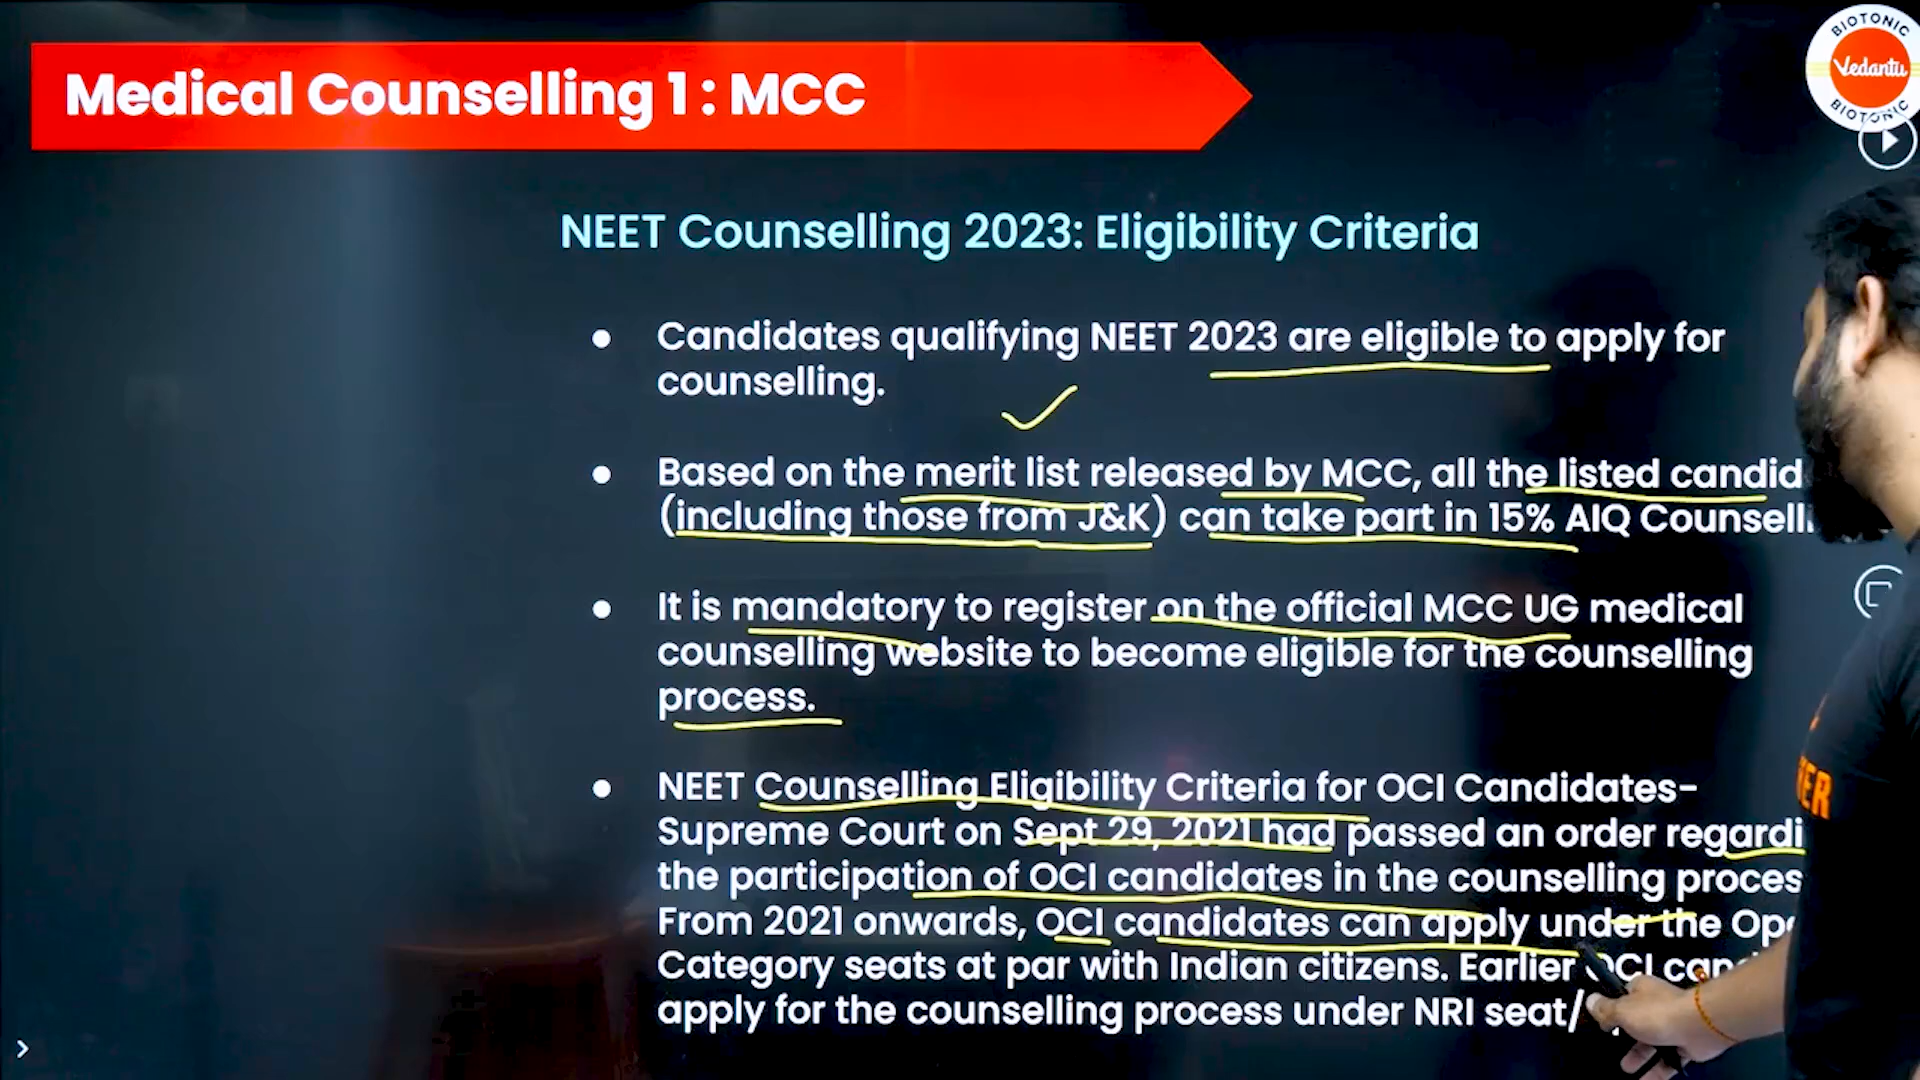 BIOTONIC
Vedantu
BIOTONIC
Medical Counselling 1 : MCC
NEET Counselling 2023: Eligibility Criteria
• Candidates qualifying NEET 2023 are eligible to apply for
counselling.
• Based on the merit list released by MCC, all the listed
(including those from J&K) can take part in 15% AIQ
• It is mandatory to register on the official MCC UG medical
counselling website to become eligible for the counselling
process.
• NEET Counselling Eligibility Criteria for OCI Candidates-
Supreme Court on Sept 29, 2021 had passed an order
the participation of OCI candidates in the counselling
From 2021 onwards, OCI candidates can apply under the
Category seats at par with Indian citizens. Earlier OCI
apply for the counselling process under NRI seat/